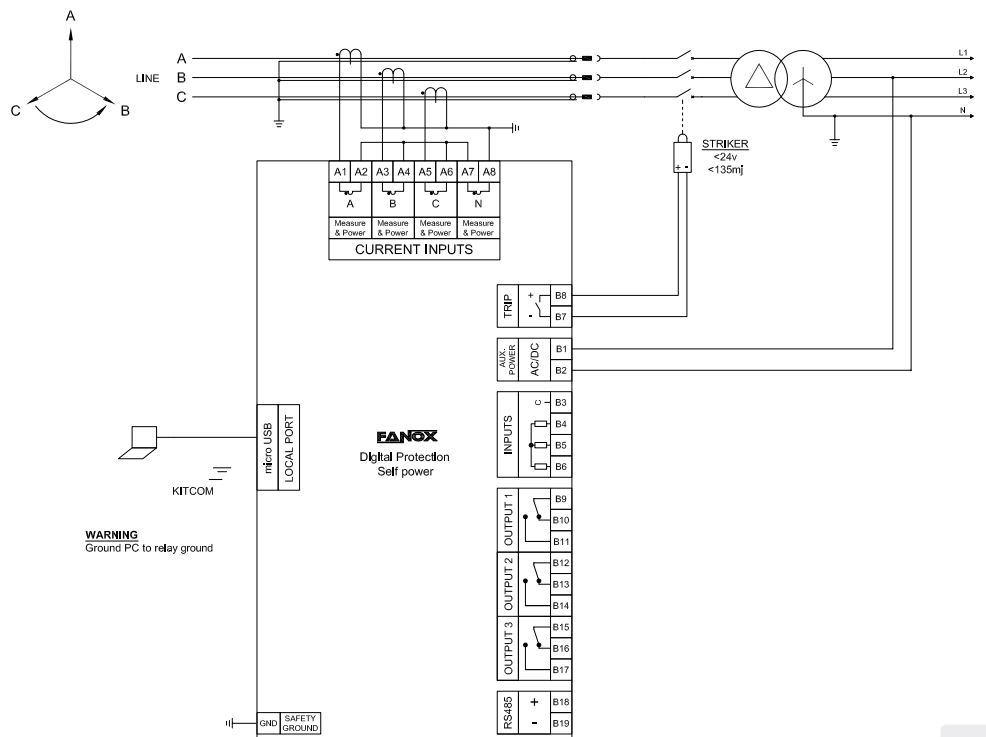 A
C
B
LINE
A
B
C
L1
L2
L3
N
STRIKER
<24v
<135mj
+ -
A1 A2 A3 A4 A5 A6 A7 A8
A B C N
Measure & Power
Measure & Power
Measure & Power
Measure & Power
CURRENT INPUTS
TRIP
+
-
B8
B7
AUX. POWER
AC/DC
B1
B2
INPUTS
C
B3
B4
B5
B6
micro USB
LOCAL PORT
KITCOM
FANOX
Digital Protection
Self power
WARNING
Ground PC to relay ground
OUTPUT 1
B9
B10
B11
OUTPUT 2
B12
B13
B14
OUTPUT 3
B15
B16
B17
RS485
+
-
B18
B19
GND
SAFETY
GROUND